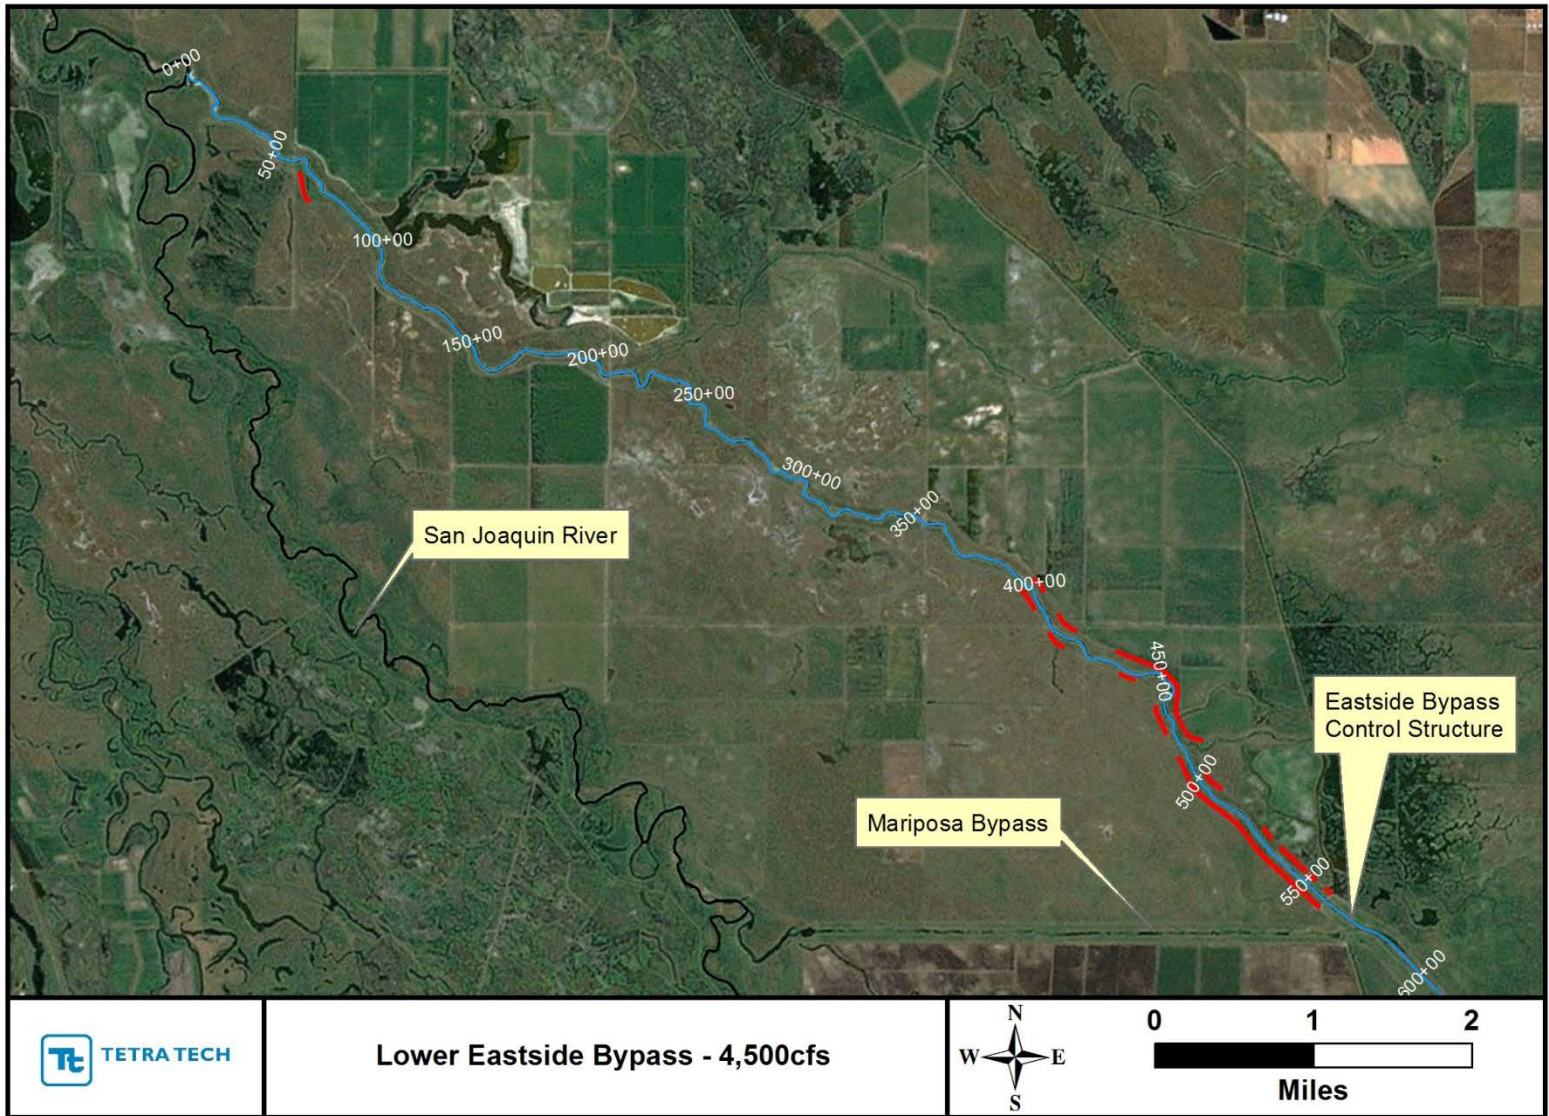 0+00
50+00
100+00
150+00
200+00
250+00
300+00
350+00
400+00
450+00
500+00
550+00
600+00
San Joaquin River
Eastside Bypass
Control Structure
Mariposa Bypass
Tt TETRA TECH
Lower Eastside Bypass - 4,500cfs
N
W E
S
0 1 2
Miles